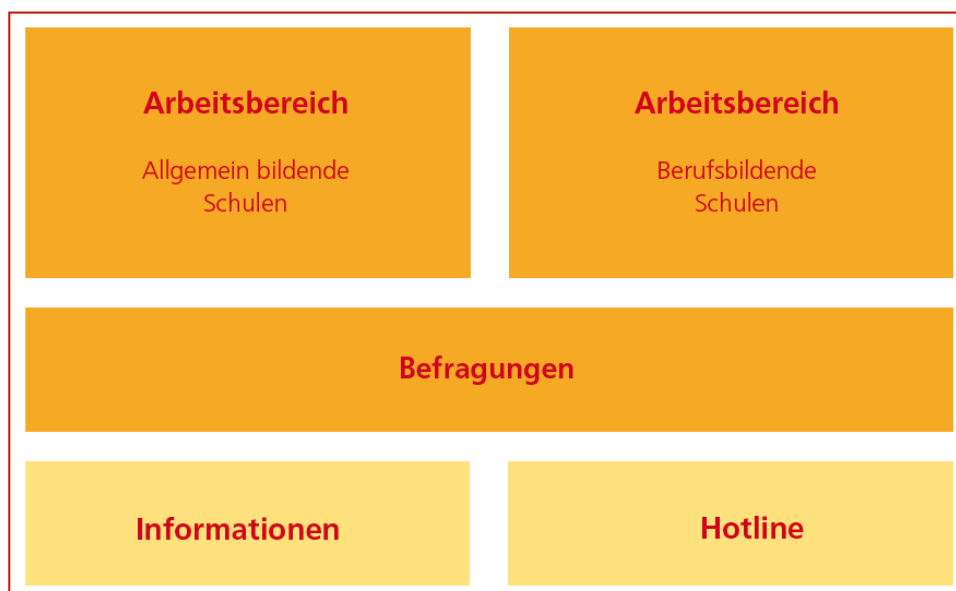 Arbeitsbereich
Allgemein bildende
Schulen
Arbeitsbereich
Berufsbildende
Schulen
Befragungen
Informationen
Hotline